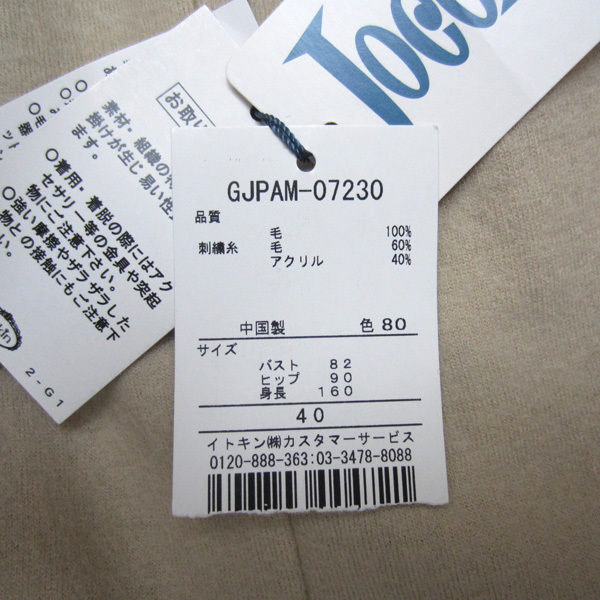 JOCO
GJPAM-07230
品質
毛 100%
刺繍糸 毛 60%
アクリル 40%
中国製 色 80
サイズ
バスト 82
ヒップ 90
身長 160
40
イトキン㈱カスタマーサービス
0120-888-363:03-3478-8088
お取い
素材・組織の
掛けが生じ易い性
ます。
○着用・着脱の際にはアク
セサリー等の金具や突起
物にご注意下さい。
○強い摩擦やザラザラした
物との接触にもご注意下
さい。
2-G1